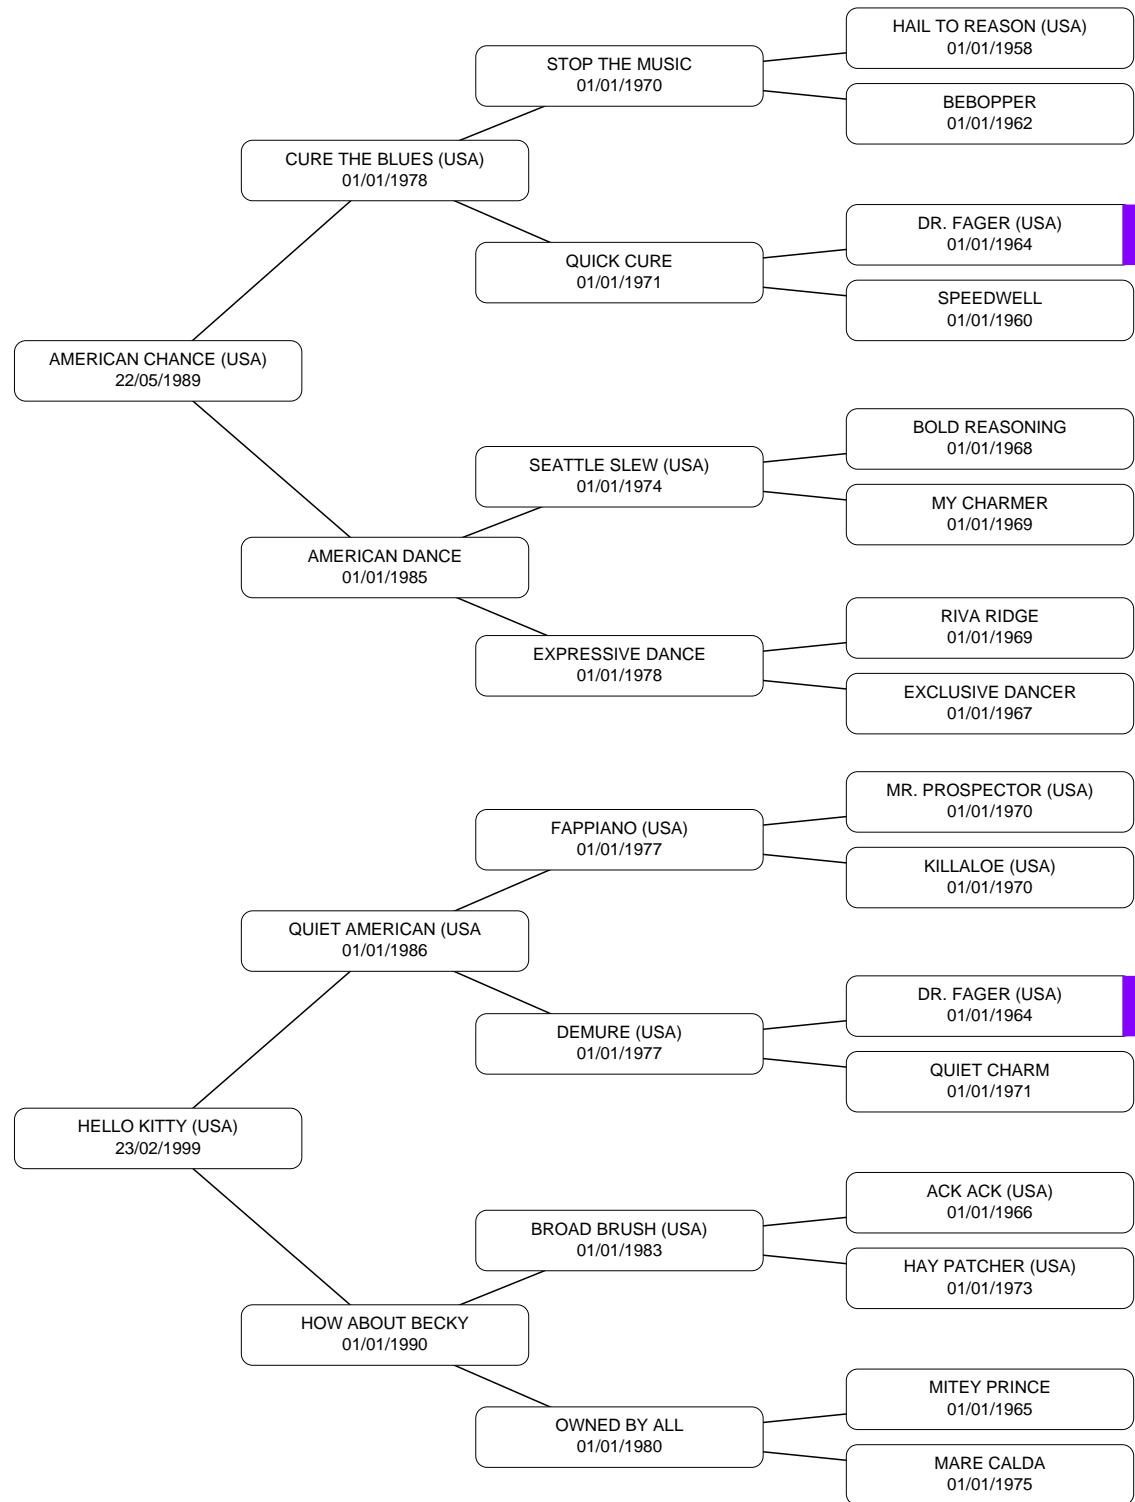 HAIL TO REASON (USA)
01/01/1958
STOP THE MUSIC
01/01/1970
BEBOPPER
01/01/1962
CURE THE BLUES (USA)
01/01/1978
DR. FAGER (USA)
01/01/1964
QUICK CURE
01/01/1971
SPEEDWELL
01/01/1960
AMERICAN CHANCE (USA)
22/05/1989
BOLD REASONING
01/01/1968
SEATTLE SLEW (USA)
01/01/1974
MY CHARMER
01/01/1969
AMERICAN DANCE
01/01/1985
RIVA RIDGE
01/01/1969
EXPRESSIVE DANCE
01/01/1978
EXCLUSIVE DANCER
01/01/1967
MR. PROSPECTOR (USA)
01/01/1970
FAPPIANO (USA)
01/01/1977
KILLALOE (USA)
01/01/1970
QUIET AMERICAN (USA
01/01/1986
DR. FAGER (USA)
01/01/1964
DEMURE (USA)
01/01/1977
QUIET CHARM
01/01/1971
HELLO KITTY (USA)
23/02/1999
ACK ACK (USA)
01/01/1966
BROAD BRUSH (USA)
01/01/1983
HAY PATCHER (USA)
01/01/1973
HOW ABOUT BECKY
01/01/1990
MITEY PRINCE
01/01/1965
OWNED BY ALL
01/01/1980
MARE CALDA
01/01/1975